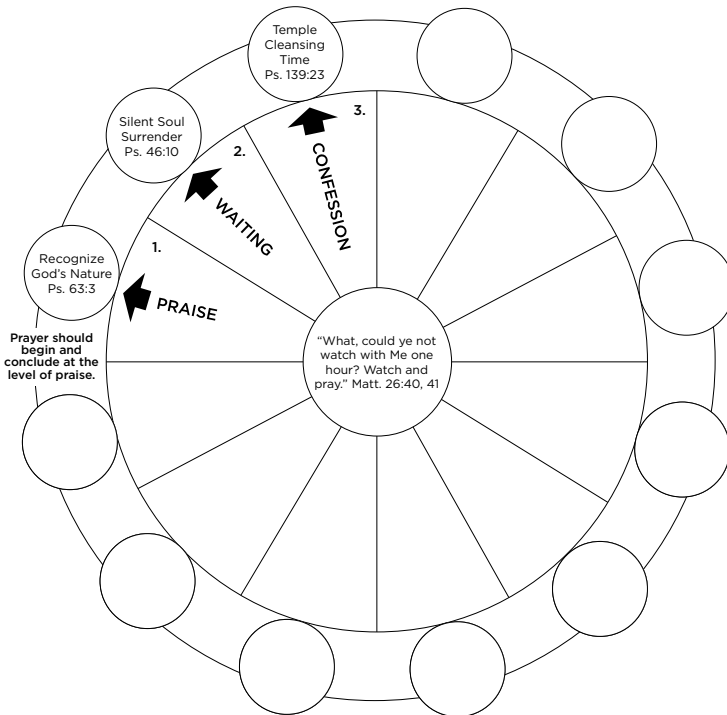 Temple
Cleansing
Time
Ps. 139:23
Silent Soul
Surrender
Ps. 46:10
Recognize
God's Nature
Ps. 63:3
1.
PRAISE
2.
WAITING
3.
CONFESSION
Prayer should
begin and
conclude at the
level of praise.
“What, could ye not
watch with Me one
hour? Watch and
pray.” Matt. 26:40, 41